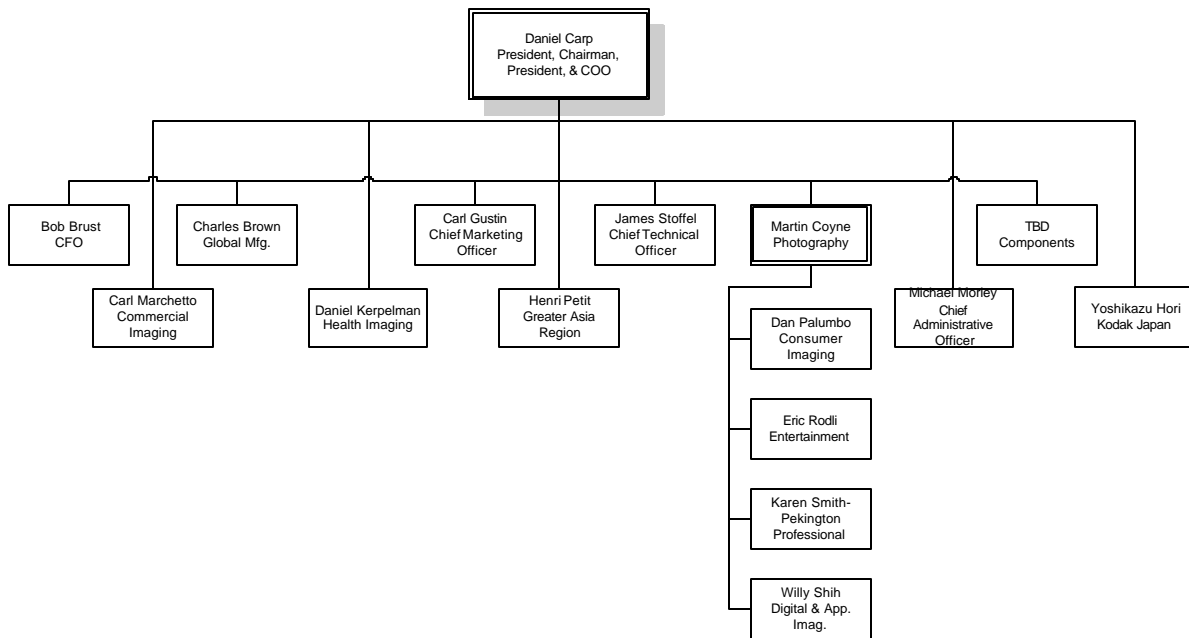 Daniel Carp
President, Chairman,
President, & COO
Bob Brust
CFO
Charles Brown
Global Mfg.
Carl Gustin
Chief Marketing
Officer
James Stoffel
Chief Technical
Officer
Martin Coyne
Photography
TBD
Components
Carl Marchetto
Commercial
Imaging
Daniel Kerpelman
Health Imaging
Henri Petit
Greater Asia
Region
Michael Morley
Chief
Administrative
Officer
Yoshikazu Hori
Kodak Japan
Dan Palumbo
Consumer
Imaging
Eric Rodli
Entertainment
Karen Smith-
Pekington
Professional
Willy Shih
Digital & App.
Imag.